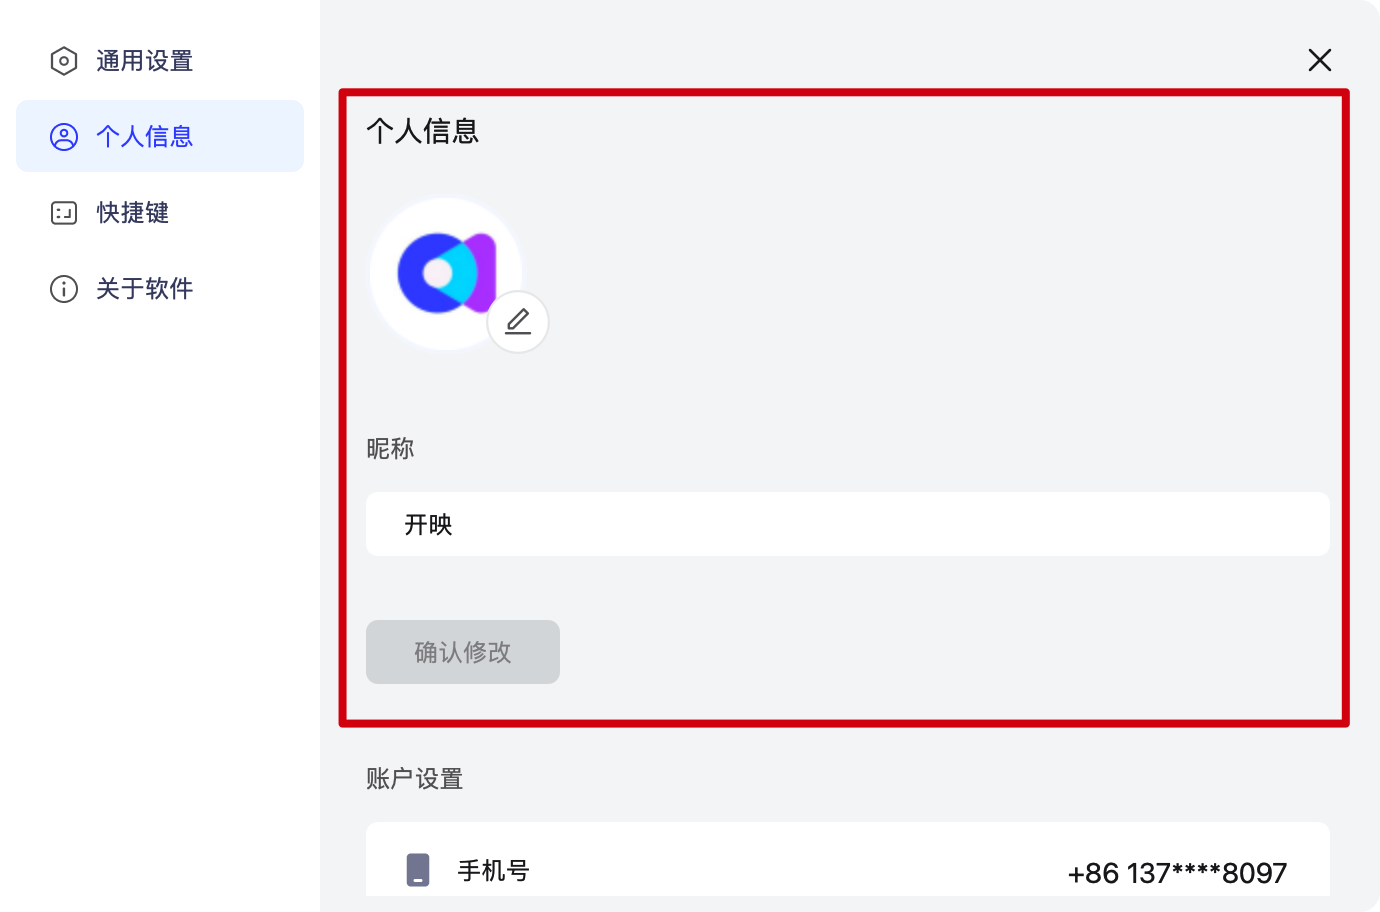 通用设置
个人信息
快捷键
关于软件
个人信息
昵称
开映
确认修改
账户设置
手机号
+86 137****8097